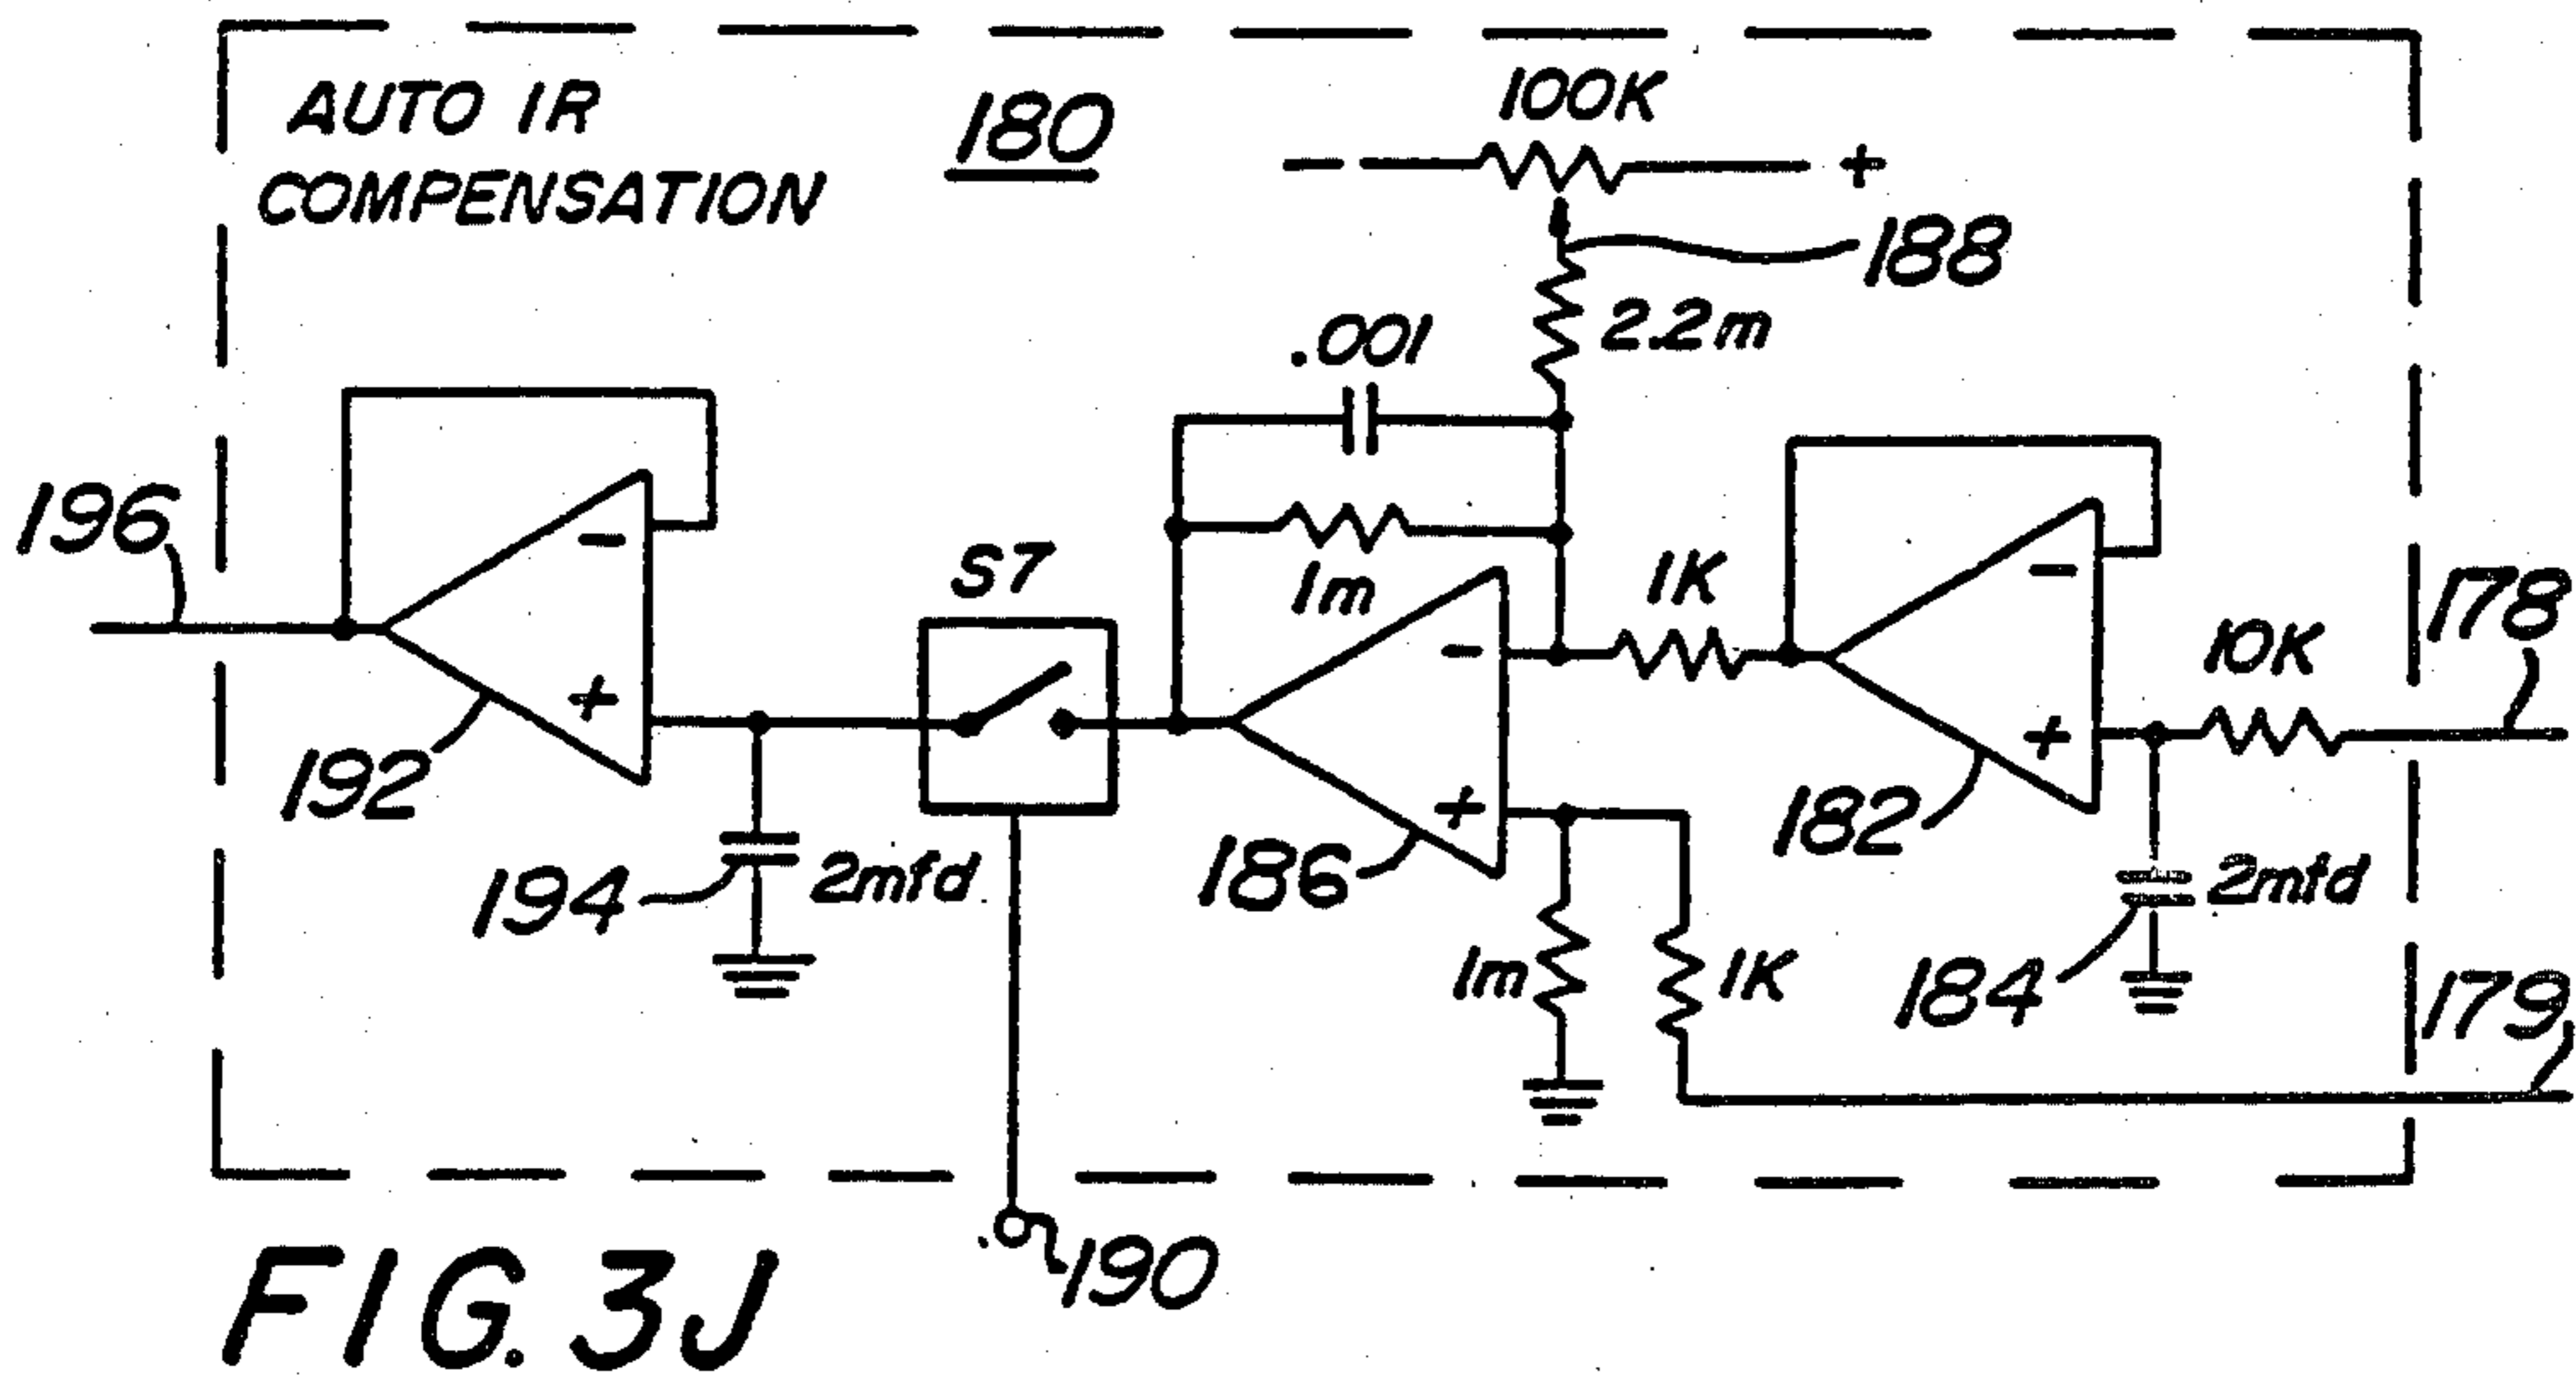 AUTO IR
COMPENSATION
180
100K
- +
188
2.2m
.001
1m
1K
196
-
+
192
S7
194
2mfd
186
-
+
1m
1K
182
-
+
10K
178
184
2mfd
179
190
FIG. 3J